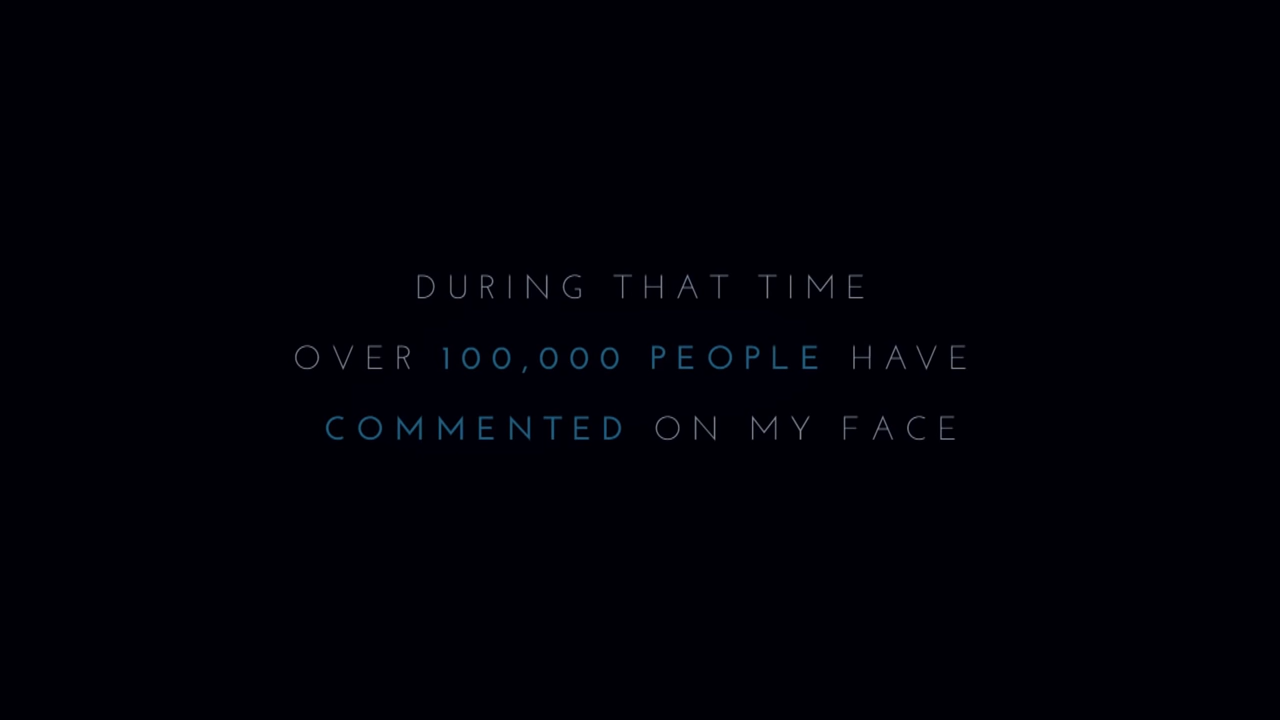 DURING THAT TIME
OVER 100,000 PEOPLE HAVE
COMMENTED ON MY FACE